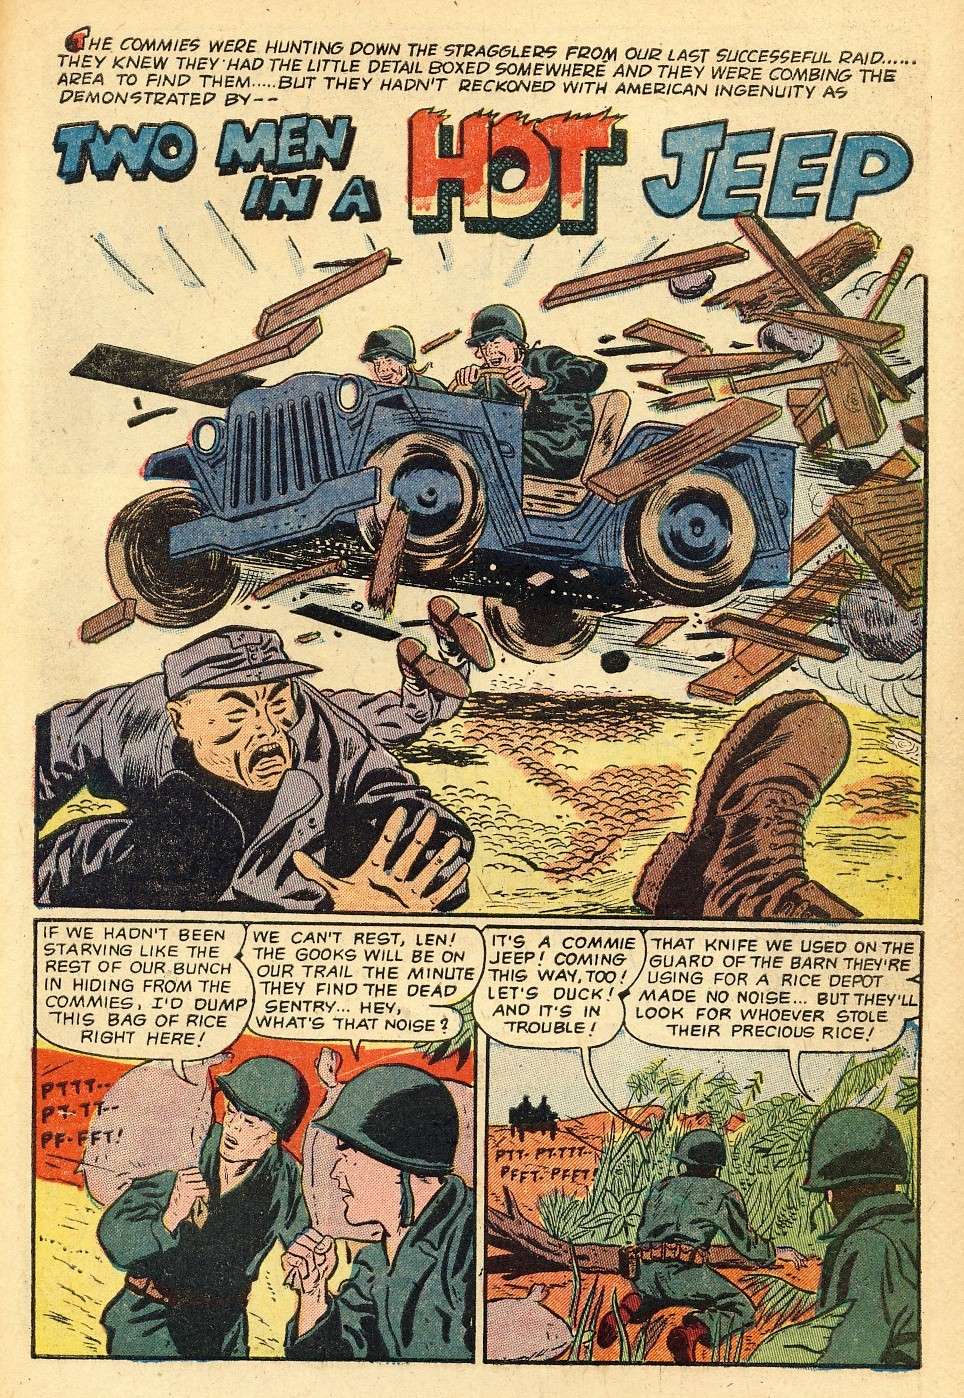 THE COMMIES WERE HUNTING DOWN THE STRAGGLERS FROM OUR LAST SUCCESSEFUL RAID......
THEY KNEW THEY'HAD THE LITTLE DETAIL BOXED SOMEWHERE AND THEY WERE COMBING THE
AREA TO FIND THEM.....BUT THEY HADN'T RECKONED WITH AMERICAN INGENUITY AS
DEMONSTRATED BY--
TWO MEN
IN A HOT JEEP
IF WE HADN'T BEEN
STARVING LIKE THE
REST OF OUR BUNCH
IN HIDING FROM THE
COMMIES, I'D DUMP
THIS BAG OF RICE
RIGHT HERE!
WE CAN'T REST, LEN!
THE GOOKS WILL BE ON
OUR TRAIL THE MINUTE
THEY FIND THE DEAD
SENTRY... HEY,
WHAT'S THAT NOISE?
PTTT--
PT-TT--
PF-FFT!
IT'S A COMMIE
JEEP! COMING
THIS WAY, TOO!
LET'S DUCK!
AND IT'S IN
TROUBLE!
THAT KNIFE WE USED ON THE
GUARD OF THE BARN THEY'RE
USING FOR A RICE DEPOT
MADE NO NOISE... BUT THEY'LL
LOOK FOR WHOEVER STOLE
THEIR PRECIOUS RICE!
PTT-PT.TTT--
PFFT-PFFT!